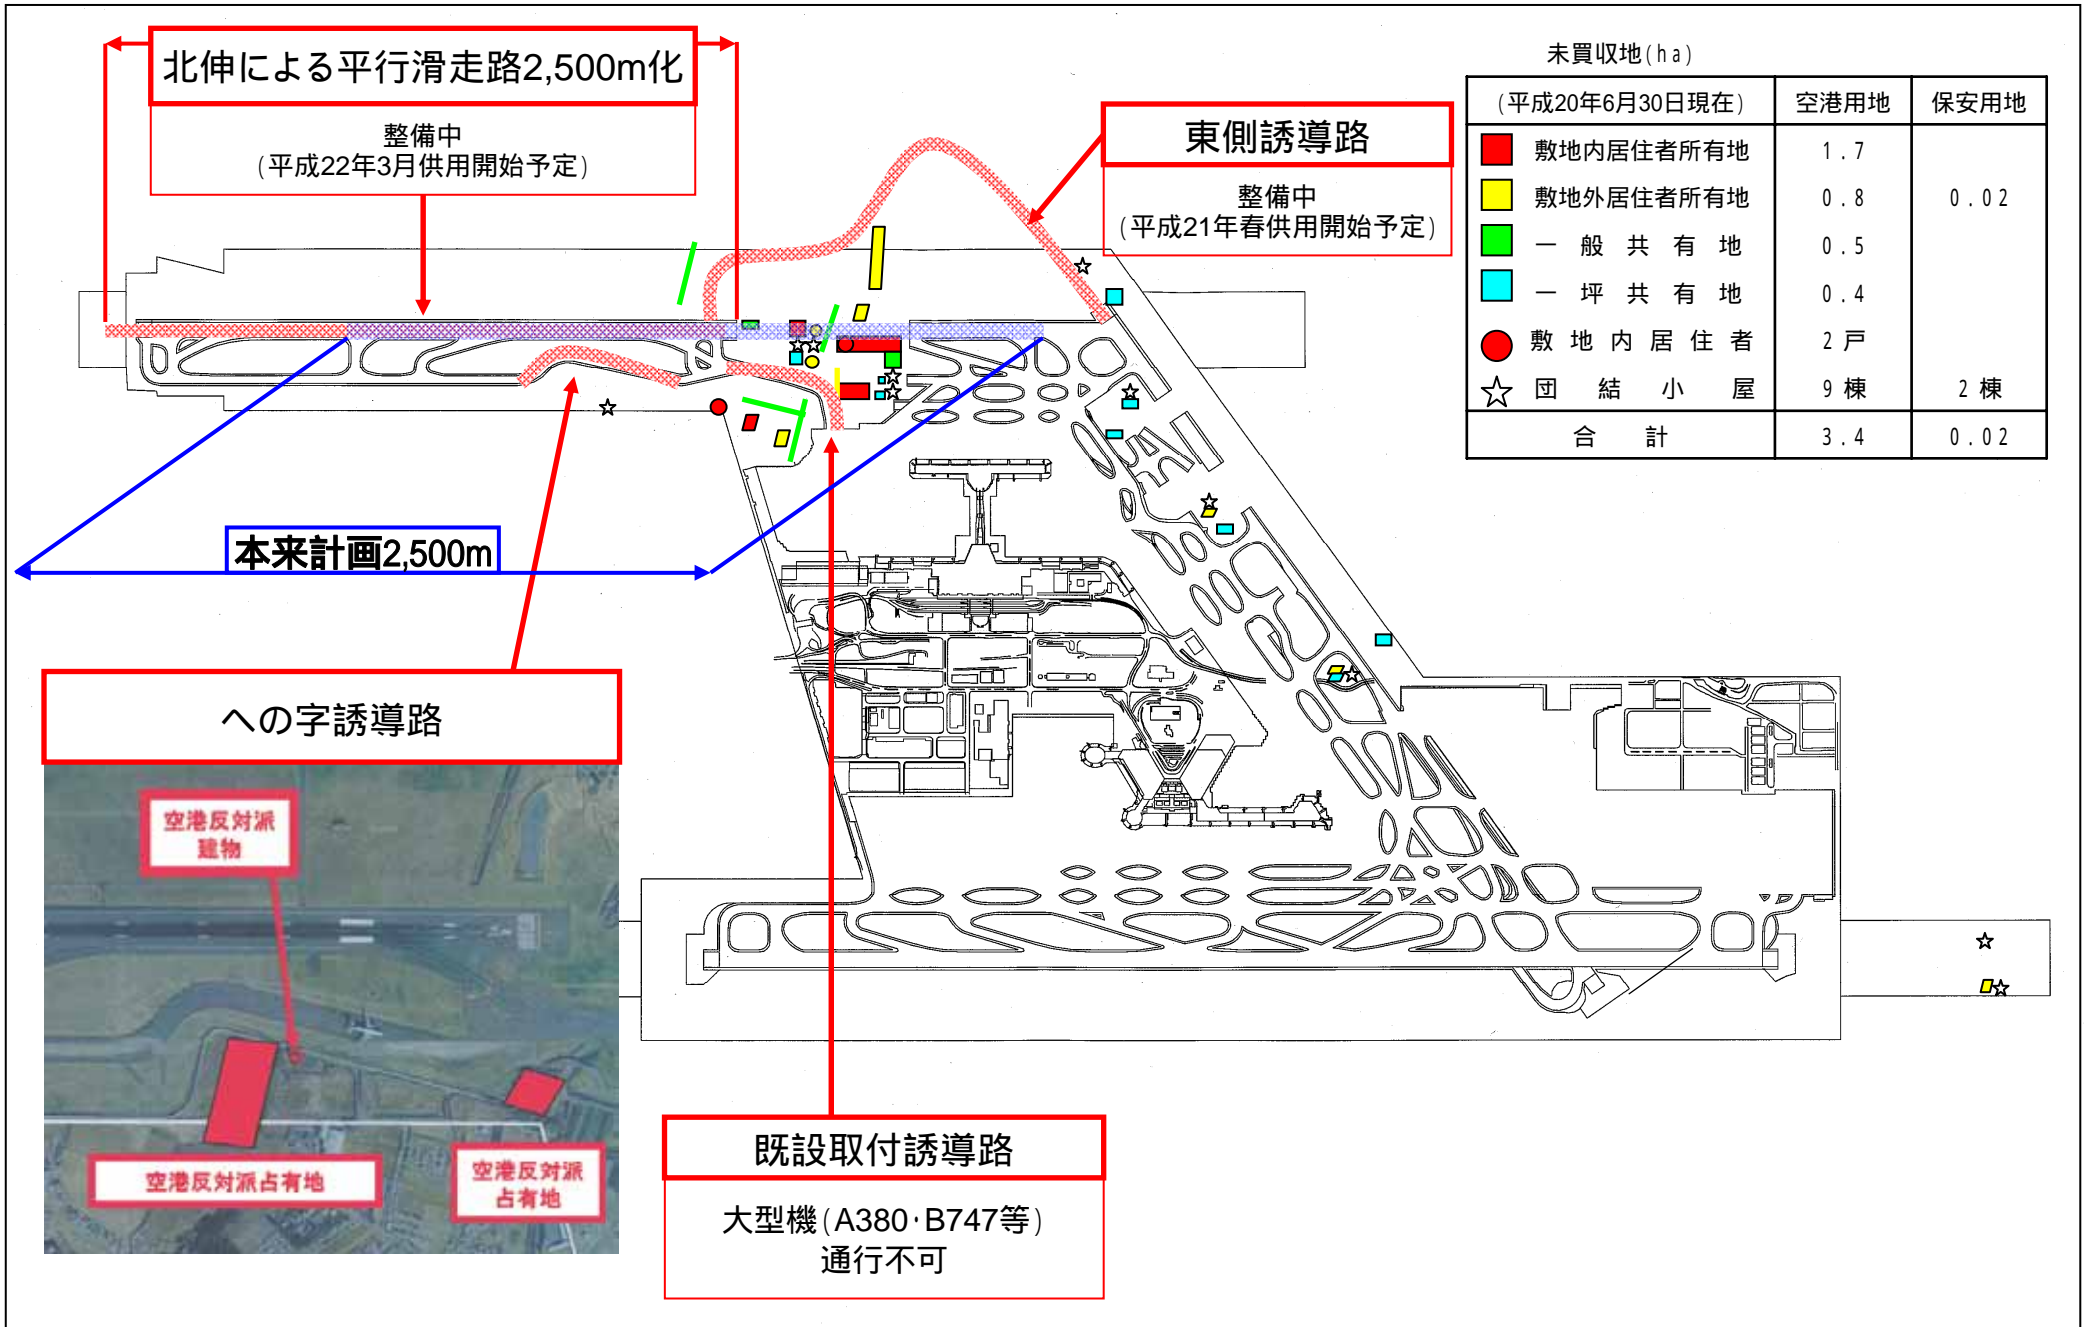 北伸による平行滑走路2,500m化
整備中
(平成22年3月供用開始予定)
東側誘導路
整備中
(平成21年春供用開始予定)
未買収地(ha)
(平成20年6月30日現在) 空港用地 保安用地
敷地内居住者所有地 1.7
敷地外居住者所有地 0.8 0.02
一般共有地 0.5
一坪共有地 0.4
敷地内居住者 2戸
団結小屋 9棟 2棟
合計 3.4 0.02
本来計画2,500m
への字誘導路
空港反対派
建物
空港反対派占有地
空港反対派
占有地
既設取付誘導路
大型機(A380・B747等)
通行不可